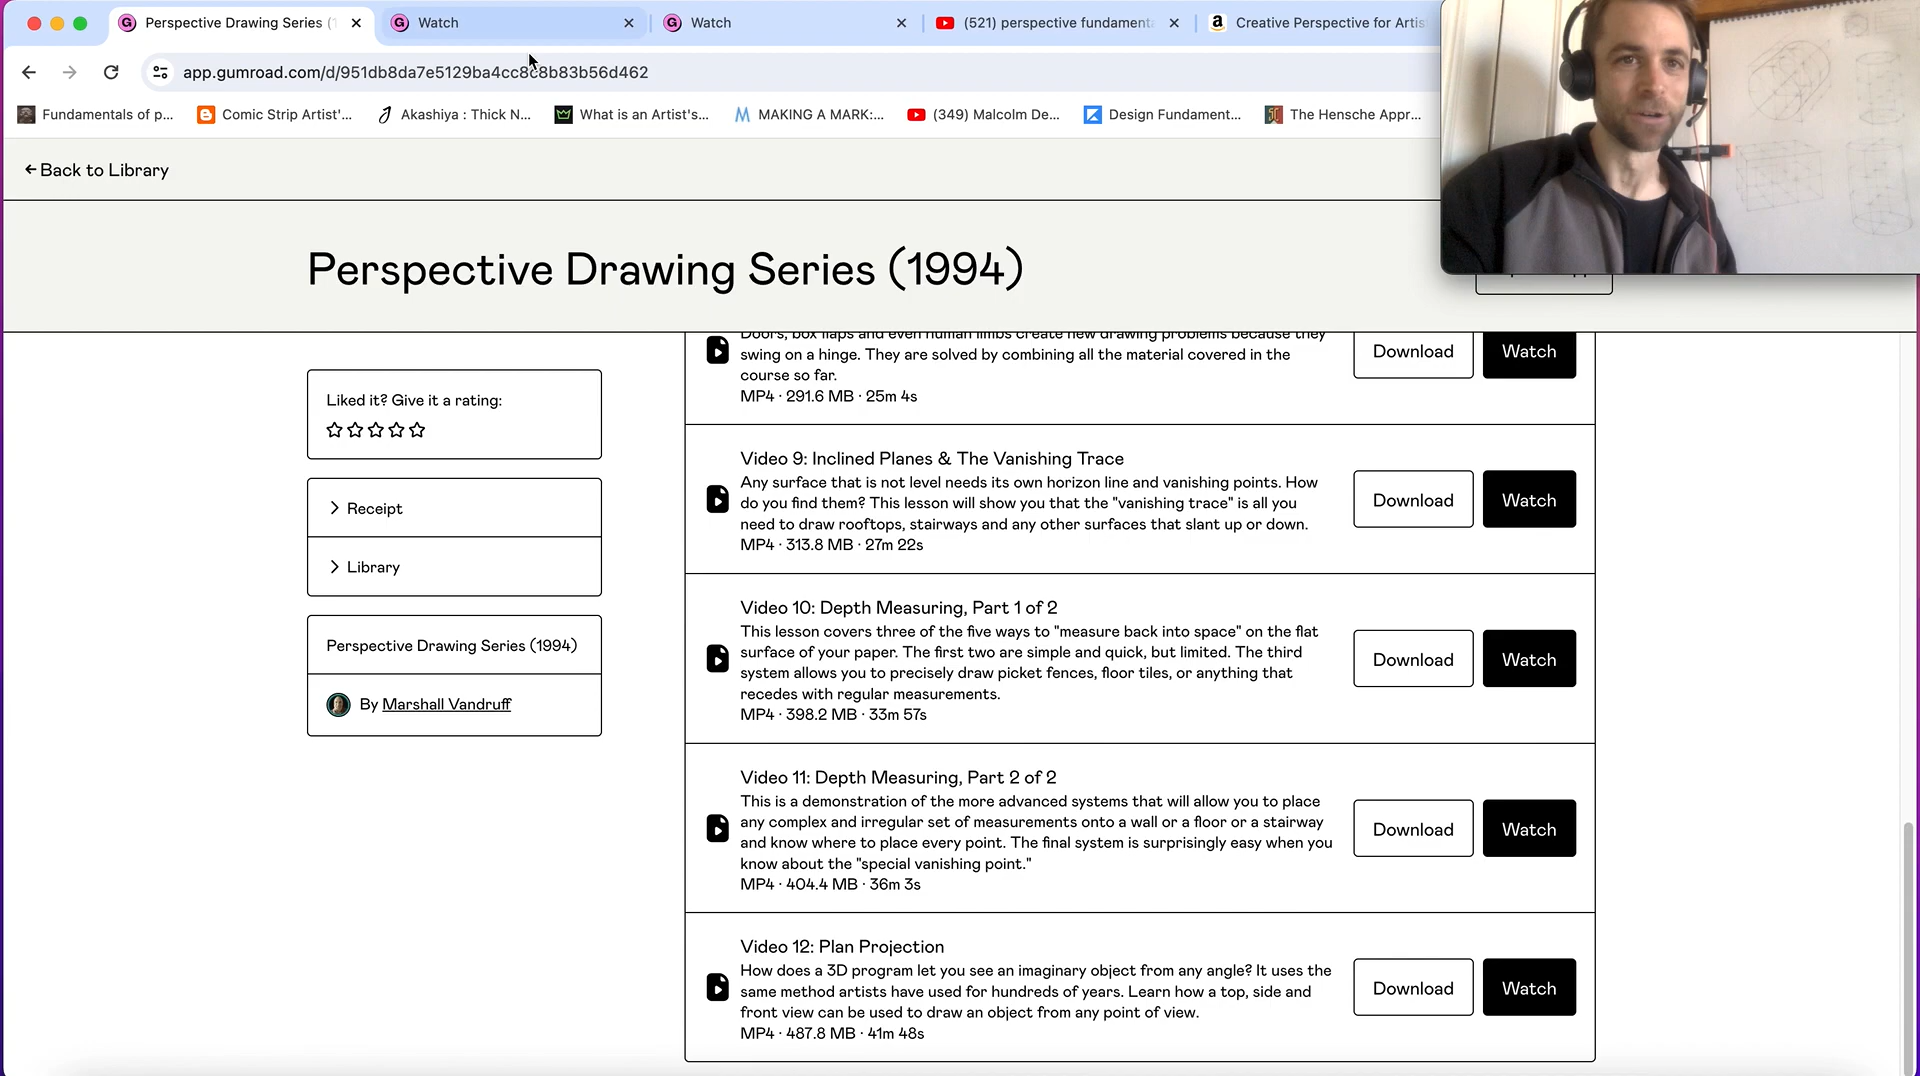 Perspective Drawing Series (1
Watch
Watch
(521) perspective fundament
Creative Perspective for Artis
app.gumroad.com/d/951db8da7e5129ba4cc8c8b83b56d462
Fundamentals of p...
Comic Strip Artist'...
Akashiya : Thick N...
What is an Artist's...
MAKING A MARK:...
(349) Malcolm De...
Design Fundament...
The Hensche Appr...
Back to Library
Perspective Drawing Series (1994)
Liked it? Give it a rating:
Receipt
Library
Perspective Drawing Series (1994)
By Marshall Vandruff
Doors, box flaps and even human limbs create new drawing problems because they
swing on a hinge. They are solved by combining all the material covered in the
course so far.
MP4 · 291.6 MB · 25m 4s
Download
Watch
Video 9: Inclined Planes & The Vanishing Trace
Any surface that is not level needs its own horizon line and vanishing points. How
do you find them? This lesson will show you that the "vanishing trace" is all you
need to draw rooftops, stairways and any other surfaces that slant up or down.
MP4 · 313.8 MB · 27m 22s
Download
Watch
Video 10: Depth Measuring, Part 1 of 2
This lesson covers three of the five ways to "measure back into space" on the flat
surface of your paper. The first two are simple and quick, but limited. The third
system allows you to precisely draw picket fences, floor tiles, or anything that
recedes with regular measurements.
MP4 · 398.2 MB · 33m 57s
Download
Watch
Video 11: Depth Measuring, Part 2 of 2
This is a demonstration of the more advanced systems that will allow you to place
any complex and irregular set of measurements onto a wall or a floor or a stairway
and know where to place every point. The final system is surprisingly easy when you
know about the "special vanishing point."
MP4 · 404.4 MB · 36m 3s
Download
Watch
Video 12: Plan Projection
How does a 3D program let you see an imaginary object from any angle? It uses the
same method artists have used for hundreds of years. Learn how a top, side and
front view can be used to draw an object from any point of view.
MP4 · 487.8 MB · 41m 48s
Download
Watch